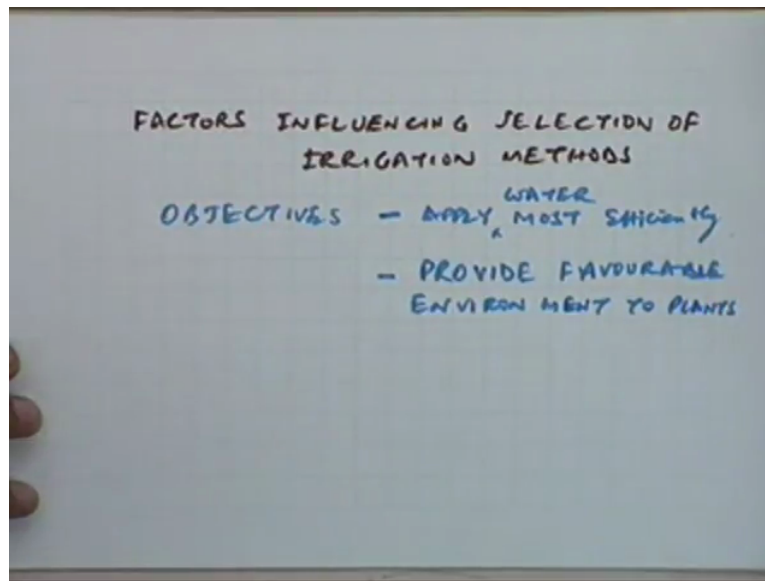 FACTORS INFLUENCING SELECTION OF
IRRIGATION METHODS
OBJECTIVES - APPLY WATER MOST Efficiently
- PROVIDE FAVOURABLE
ENVIRONMENT TO PLANTS